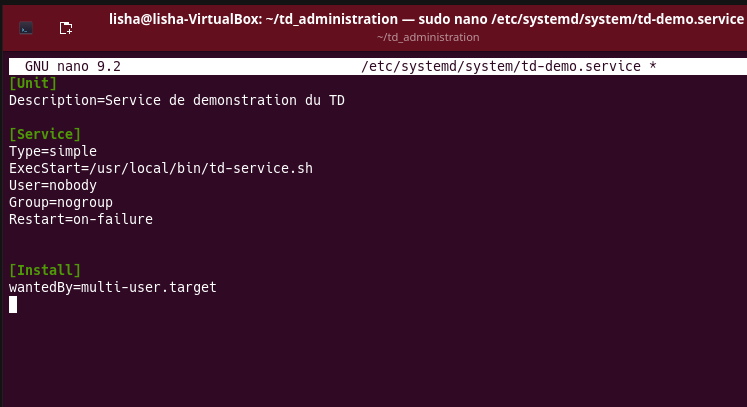 lisha@lisha-VirtualBox: ~/td_administration — sudo nano /etc/systemd/system/td-demo.service
~/td_administration
GNU nano 9.2 /etc/systemd/system/td-demo.service *
[Unit]
Description=Service de demonstration du TD
[Service]
Type=simple
ExecStart=/usr/local/bin/td-service.sh
User=nobody
Group=nogroup
Restart=on-failure
[Install]
wantedBy=multi-user.target